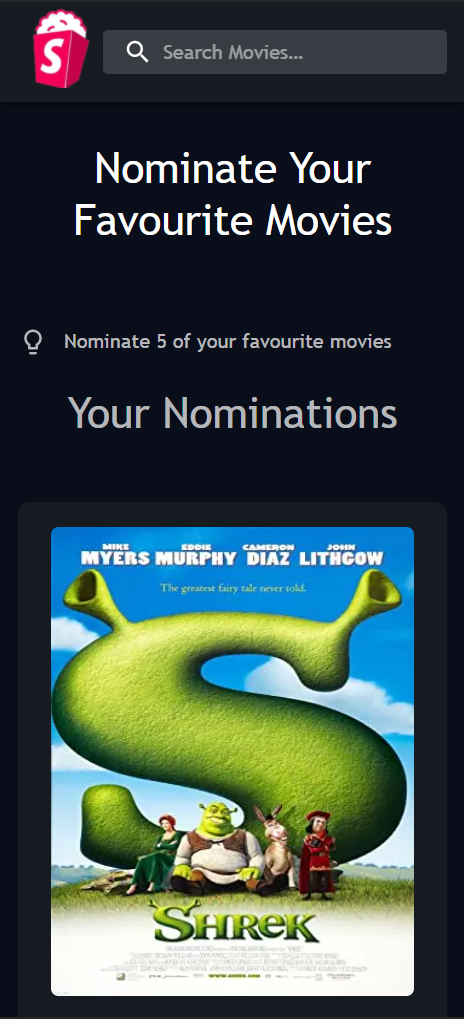 S
Search Movies...
Nominate Your
Favourite Movies
Nominate 5 of your favourite movies
Your Nominations
MIKE EDDIE CAMERON JOHN
MYERS MURPHY DIAZ LITHGOW
The greatest fairy tale never told.
SHREK